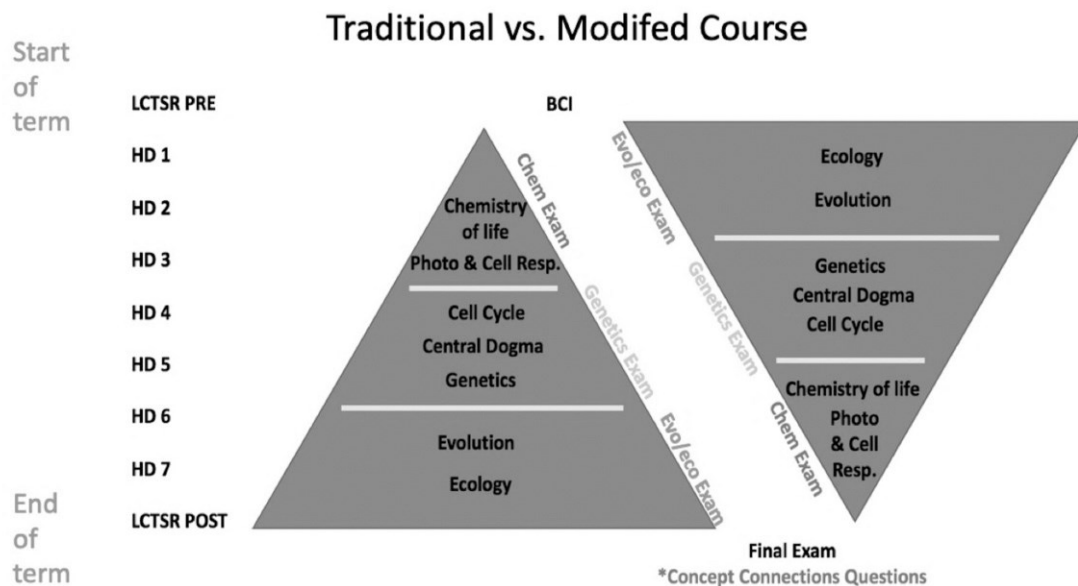 Traditional vs. Modifed Course
Start
of
term
LCTSR PRE
HD 1
HD 2
HD 3
HD 4
HD 5
HD 6
HD 7
LCTSR POST
End
of
term
BCI
Chemistry
of life
Photo & Cell Resp.
Cell Cycle
Central Dogma
Genetics
Evolution
Ecology
Chem Exam
Genetics Exam
Evo/eco Exam
Evo/eco Exam
Genetics Exam
Chem Exam
Ecology
Evolution
Genetics
Central Dogma
Cell Cycle
Chemistry of life
Photo
& Cell
Resp.
Final Exam
*Concept Connections Questions